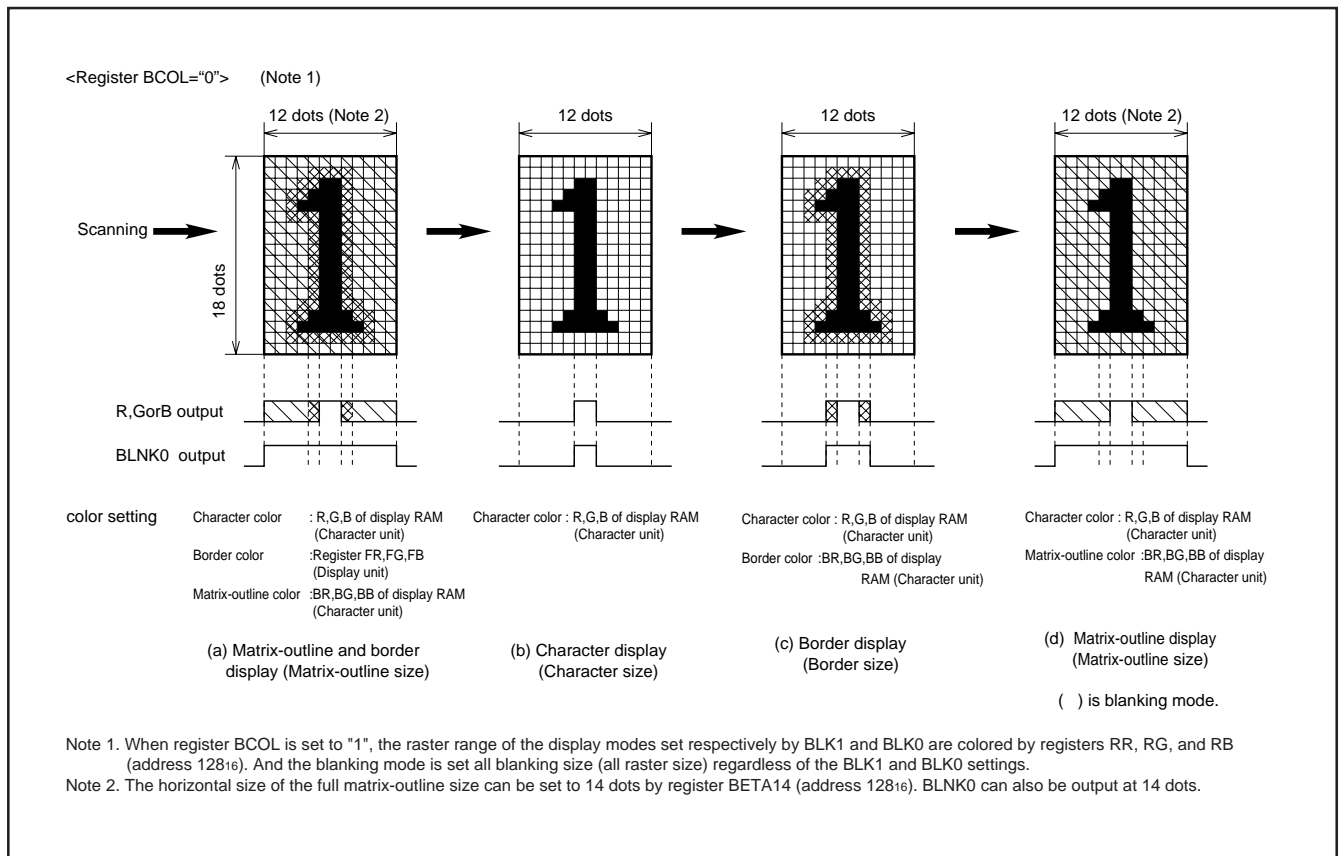 <Register BCOL=“0”> (Note 1)
12 dots (Note 2) 12 dots 12 dots 12 dots (Note 2)
Scanning
18 dots
R,GorB output
BLNK0 output
color setting
Character color : R,G,B of display RAM
(Character unit)
Border color :Register FR,FG,FB
(Display unit)
Matrix-outline color :BR,BG,BB of display RAM
(Character unit)
(a) Matrix-outline and border
display (Matrix-outline size)
Character color : R,G,B of display RAM
(Character unit)
(b) Character display
(Character size)
Character color : R,G,B of display RAM
(Character unit)
Border color :BR,BG,BB of display
RAM (Character unit)
(c) Border display
(Border size)
Character color : R,G,B of display RAM
(Character unit)
Matrix-outline color :BR,BG,BB of display
RAM (Character unit)
(d) Matrix-outline display
(Matrix-outline size)
( ) is blanking mode.
Note 1. When register BCOL is set to "1", the raster range of the display modes set respectively by BLK1 and BLK0 are colored by registers RR, RG, and RB
(address 12816). And the blanking mode is set all blanking size (all raster size) regardless of the BLK1 and BLK0 settings.
Note 2. The horizontal size of the full matrix-outline size can be set to 14 dots by register BETA14 (address 12816). BLNK0 can also be output at 14 dots.